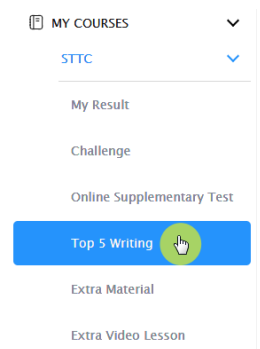 MY COURSES
STTC
My Result
Challenge
Online Supplementary Test
Top 5 Writing
Extra Material
Extra Video Lesson